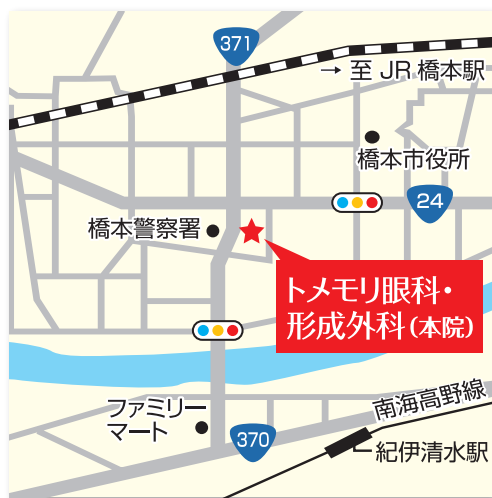 371
→ 至 JR橋本駅
橋本市役所
24
橋本警察署
トメモリ眼科・
形成外科(本院)
ファミリー
マート
370
南海高野線
紀伊清水駅